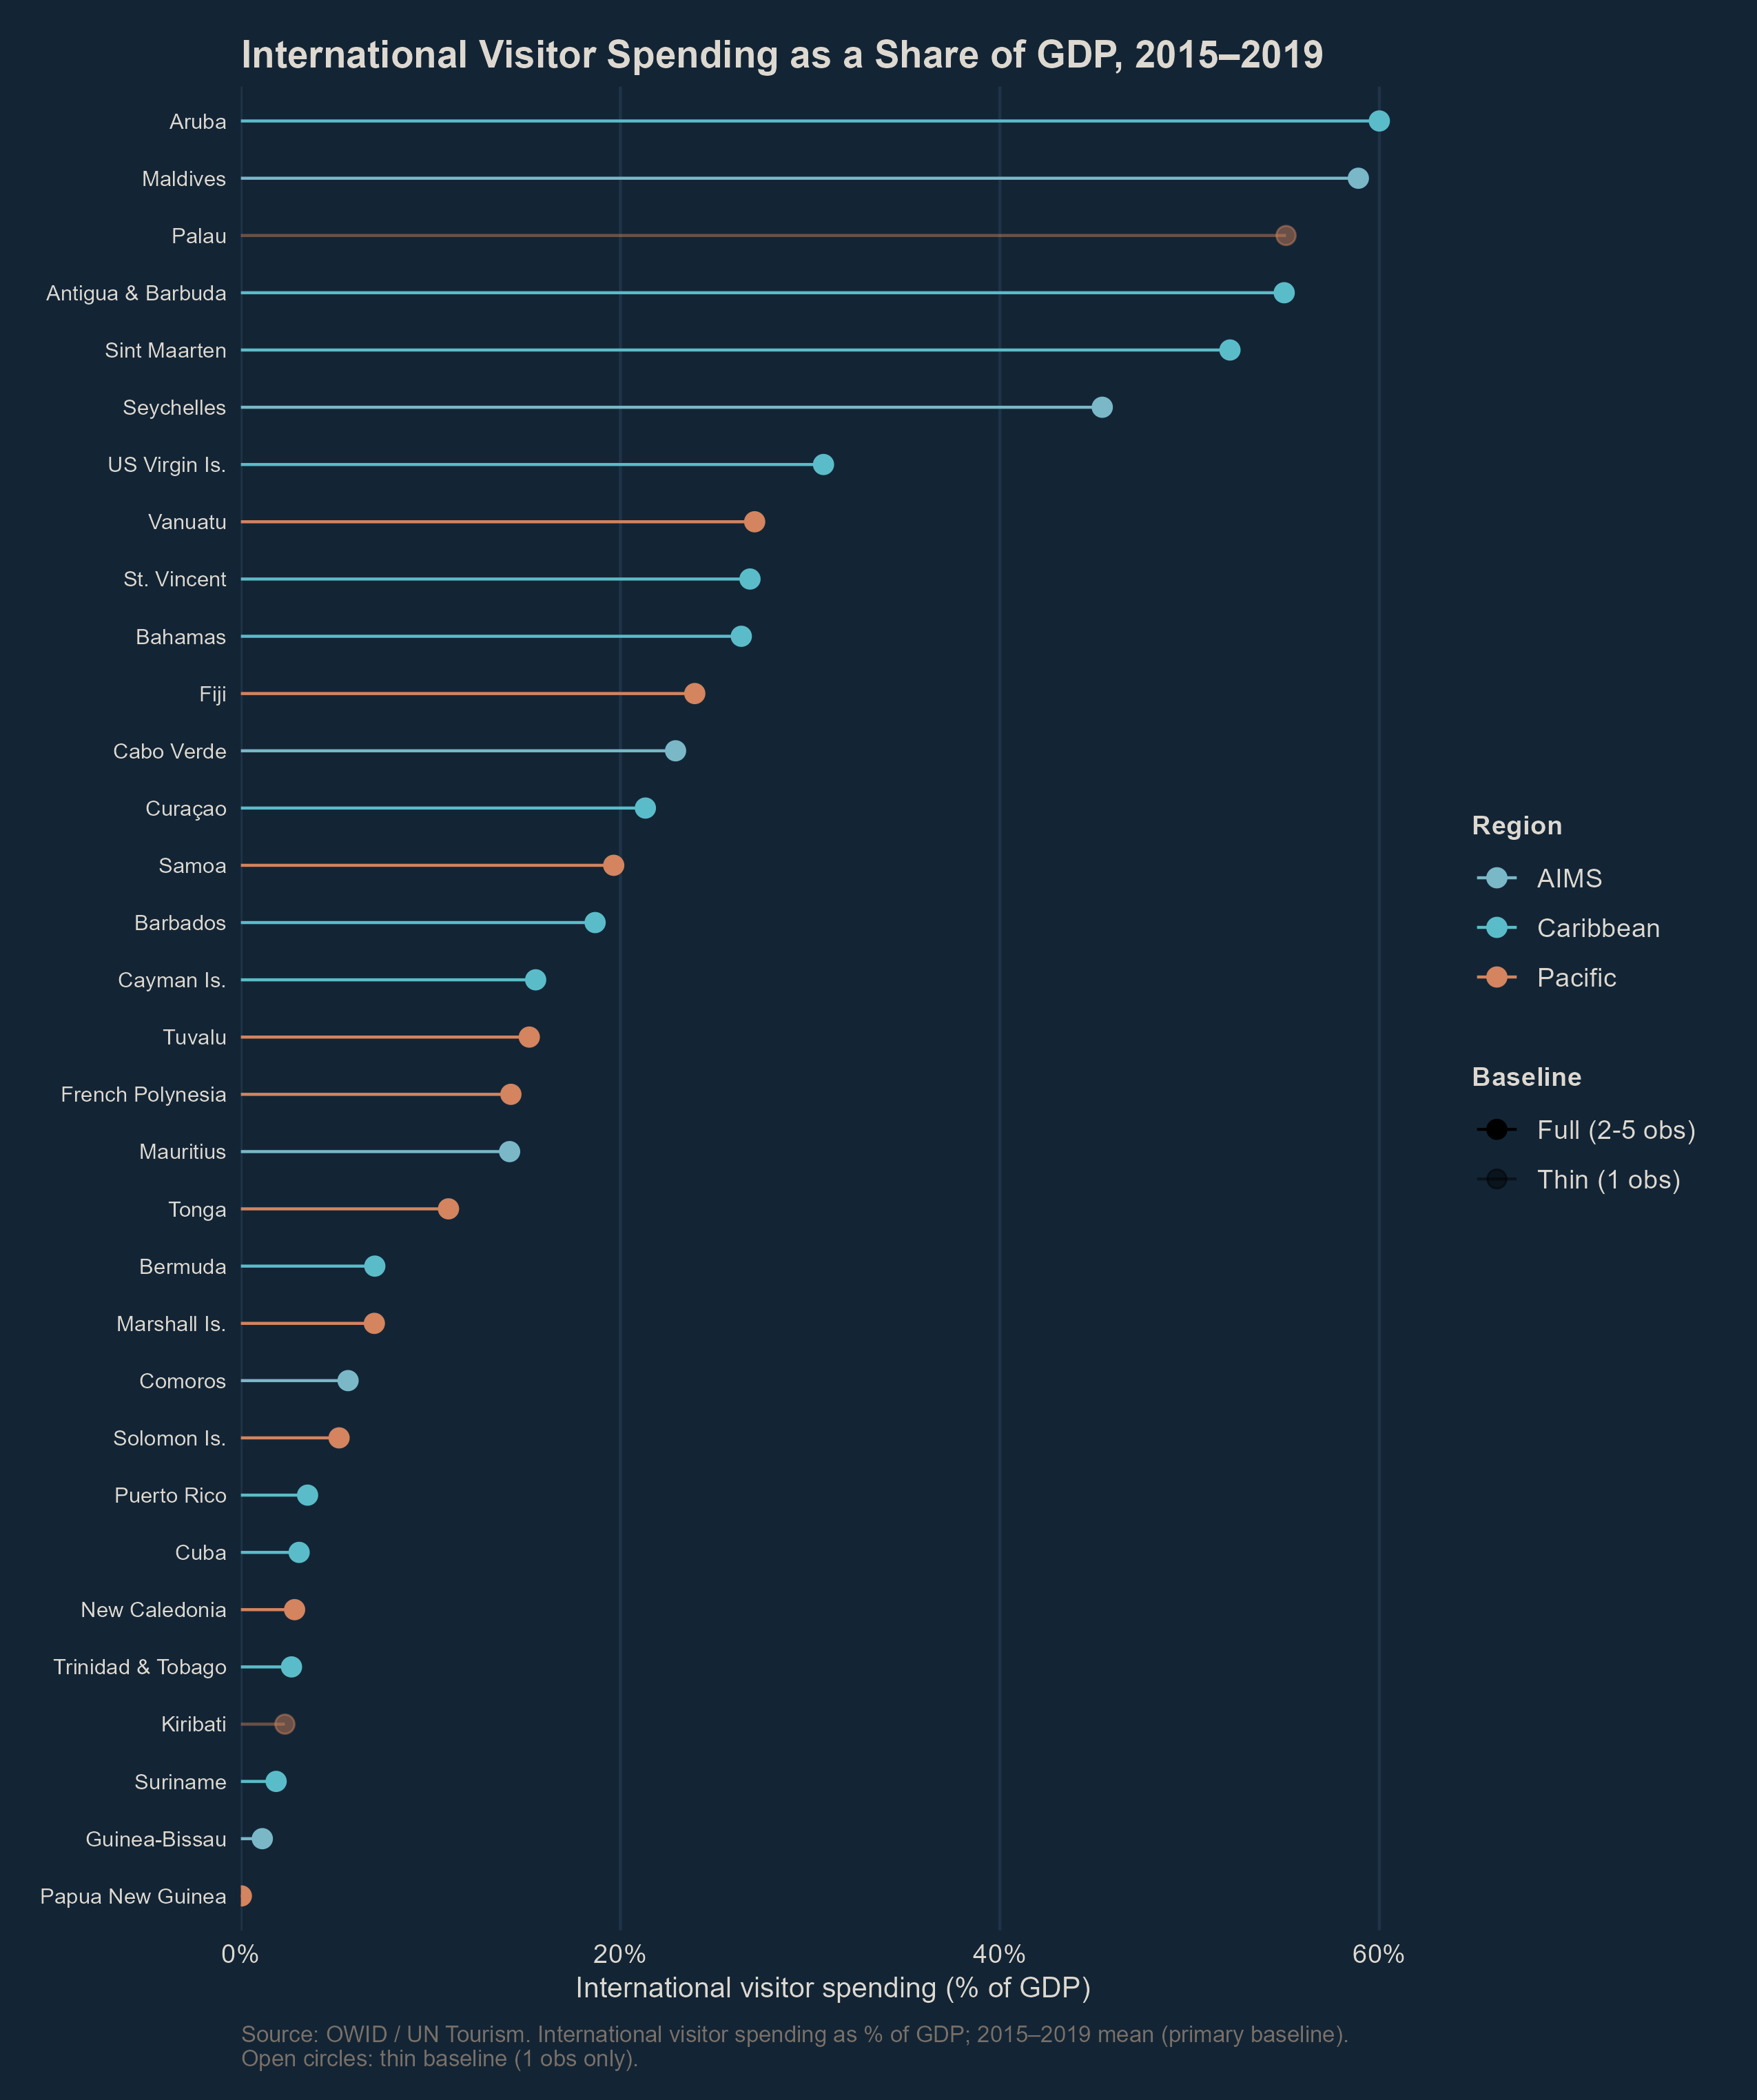 International Visitor Spending as a Share of GDP, 2015–2019
Aruba
Maldives
Palau
Antigua & Barbuda
Sint Maarten
Seychelles
US Virgin Is.
Vanuatu
St. Vincent
Bahamas
Fiji
Cabo Verde
Curaçao
Samoa
Barbados
Cayman Is.
Tuvalu
French Polynesia
Mauritius
Tonga
Bermuda
Marshall Is.
Comoros
Solomon Is.
Puerto Rico
Cuba
New Caledonia
Trinidad & Tobago
Kiribati
Suriname
Guinea-Bissau
Papua New Guinea
0% 20% 40% 60%
International visitor spending (% of GDP)
Region
AIMS
Caribbean
Pacific
Baseline
Full (2-5 obs)
Thin (1 obs)
Source: OWID / UN Tourism. International visitor spending as % of GDP; 2015–2019 mean (primary baseline).
Open circles: thin baseline (1 obs only).